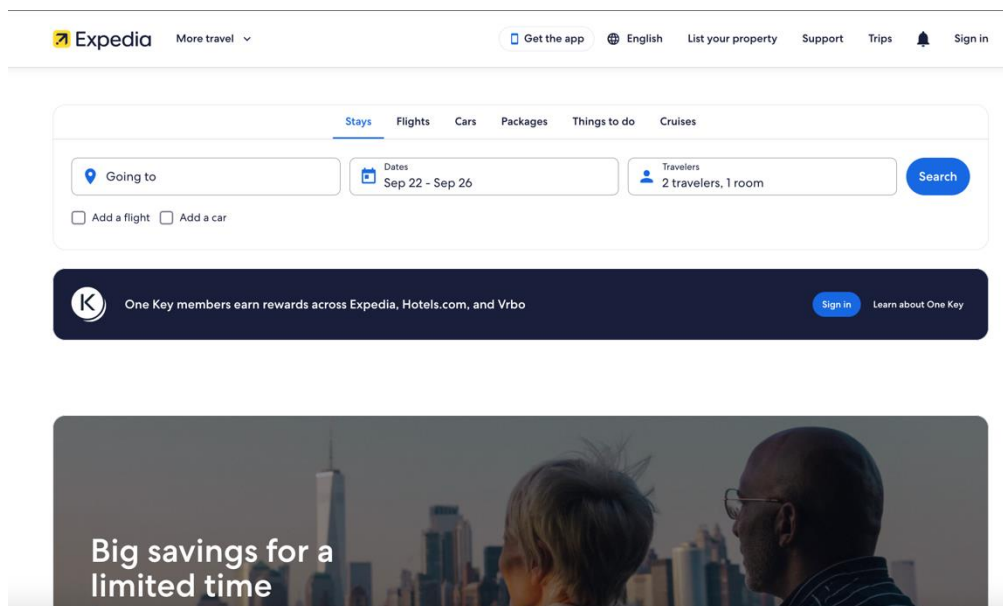 Expedia More travel Get the app English List your property Support Trips Sign in
Stays Flights Cars Packages Things to do Cruises
Going to
Dates
Sep 22 - Sep 26
Travelers
2 travelers, 1 room
Search
Add a flight Add a car
K One Key members earn rewards across Expedia, Hotels.com, and Vrbo Sign in Learn about One Key
Big savings for a
limited time